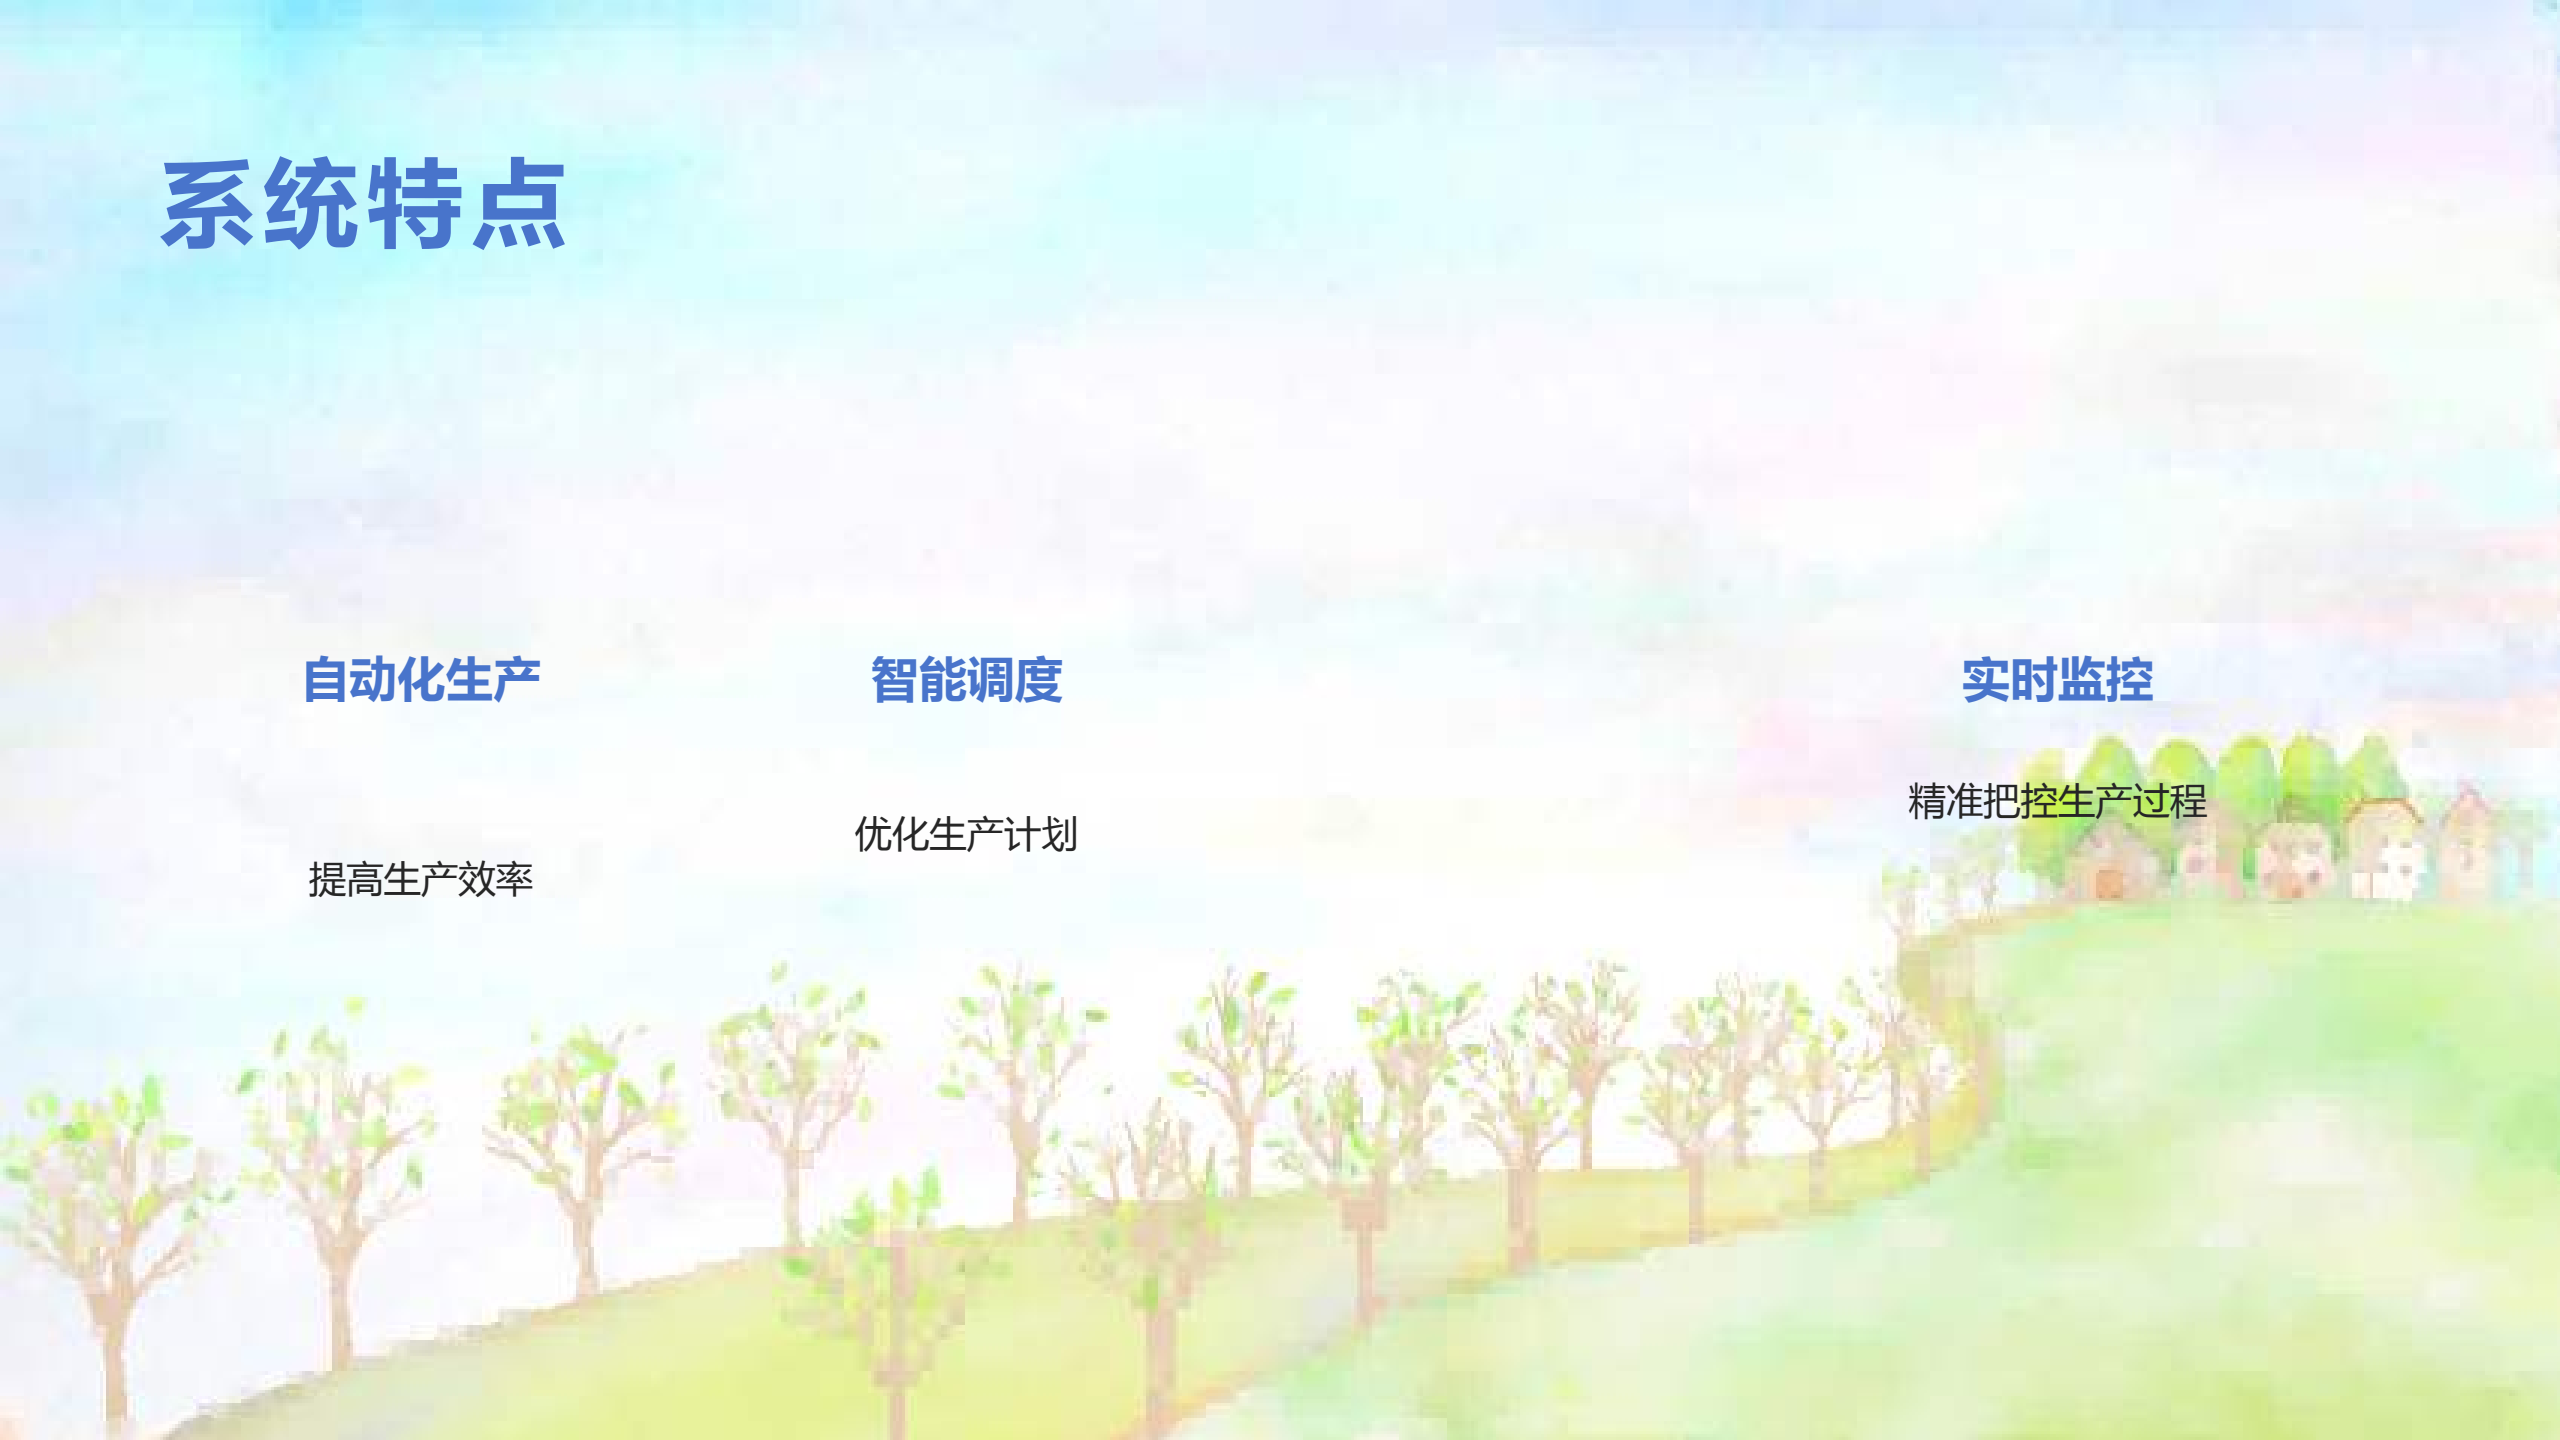 系统特点
自动化生产
提高生产效率
智能调度
优化生产计划
实时监控
精准把控生产过程